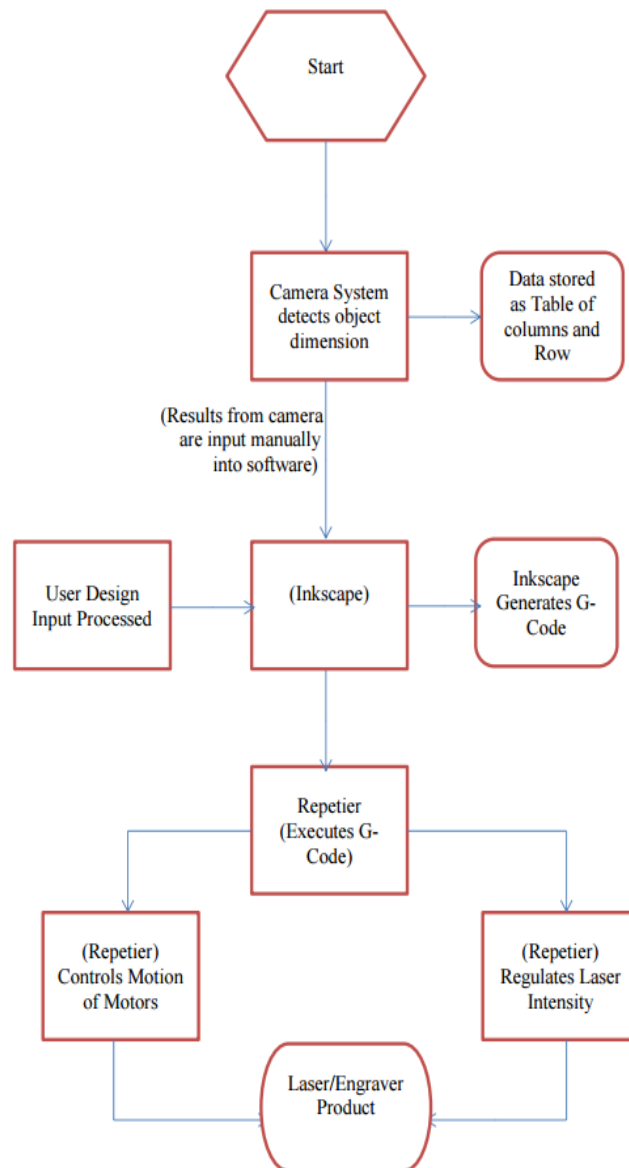 Start
Camera System
detects object
dimension
Data stored
as Table of
columns and
Row
(Results from camera
are input manually
into software)
User Design
Input Processed
(Inkscape)
Inkscape
Generates G-
Code
Repetier
(Executes G-
Code)
(Repetier)
Controls Motion
of Motors
(Repetier)
Regulates Laser
Intensity
Laser/Engraver
Product